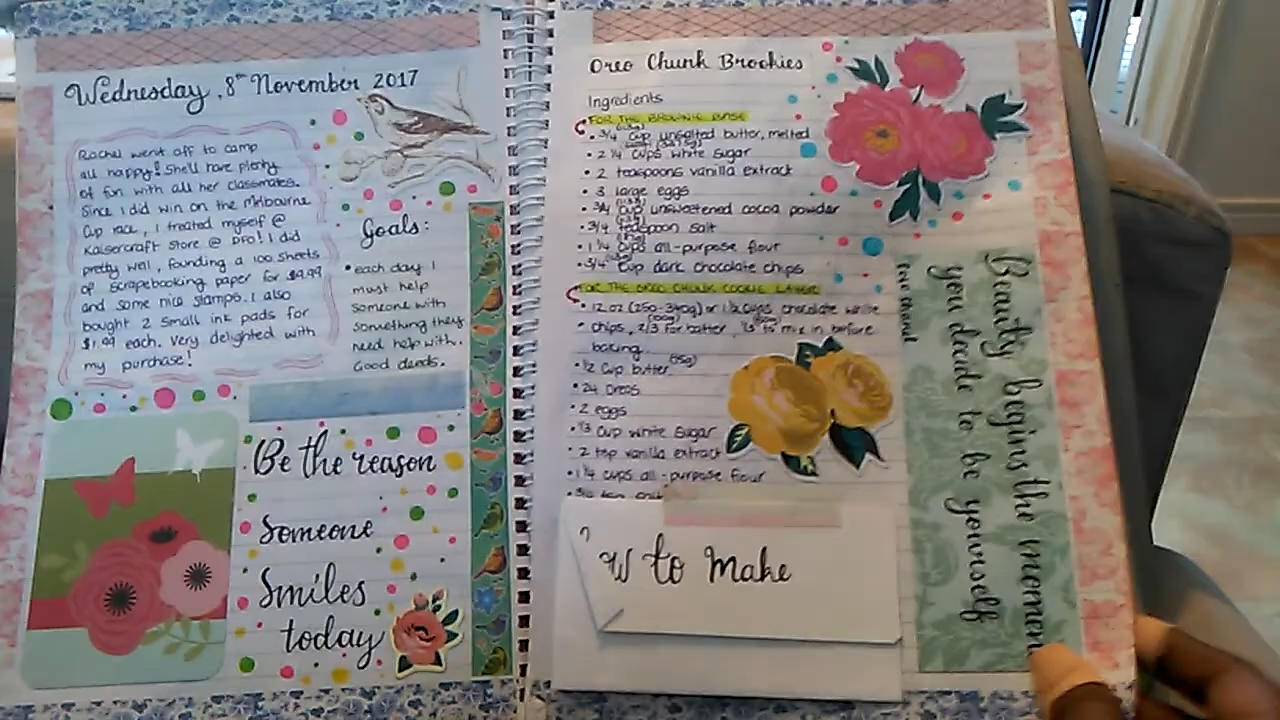 Wednesday, 8th November 2017
Rachel went off to camp
all happy! She'll have plenty
of fun with all her classmates.
Since I did win on the Melbourne
Cup race, I treated myself @
Kaisercraft store @ DFO! I did
pretty well, founding a 100 sheets
of scrapbooking paper for $9.99
and some nice stamps. I also
bought 2 small ink pads for
$1.99 each. Very delighted with
my purchase!
Goals:
• each day I
must help
someone with
something they
need help with.
Good deeds.
Be the reason
Someone
Smiles
today
Oreo Chunk Brookies
Ingredients
FOR THE BROWNIE BASE
• 3/4 cup unsalted butter, melted
• 2 1/4 cups white sugar
• 2 teaspoons vanilla extract
• 3 large eggs
• 3/4 cup unsweetened cocoa powder
• 3/4 teaspoon salt
• 1 1/4 cups all-purpose flour
• 3/4 cup dark chocolate chips
FOR THE OREO CHUNK COOKIE LAYER
• 12 oz (250-340g) or 1 1/2 cups chocolate white
• chips, 2/3 for batter, 1/3 to mix in before
baking
• 1/2 cup butter
• 24 Oreos
• 2 eggs
• 1/3 cup white sugar
• 2 tsp vanilla extract
• 1 1/4 cups all-purpose flour
W to Make
Beauty begins the moment
you decide to be yourself
Coco Chanel